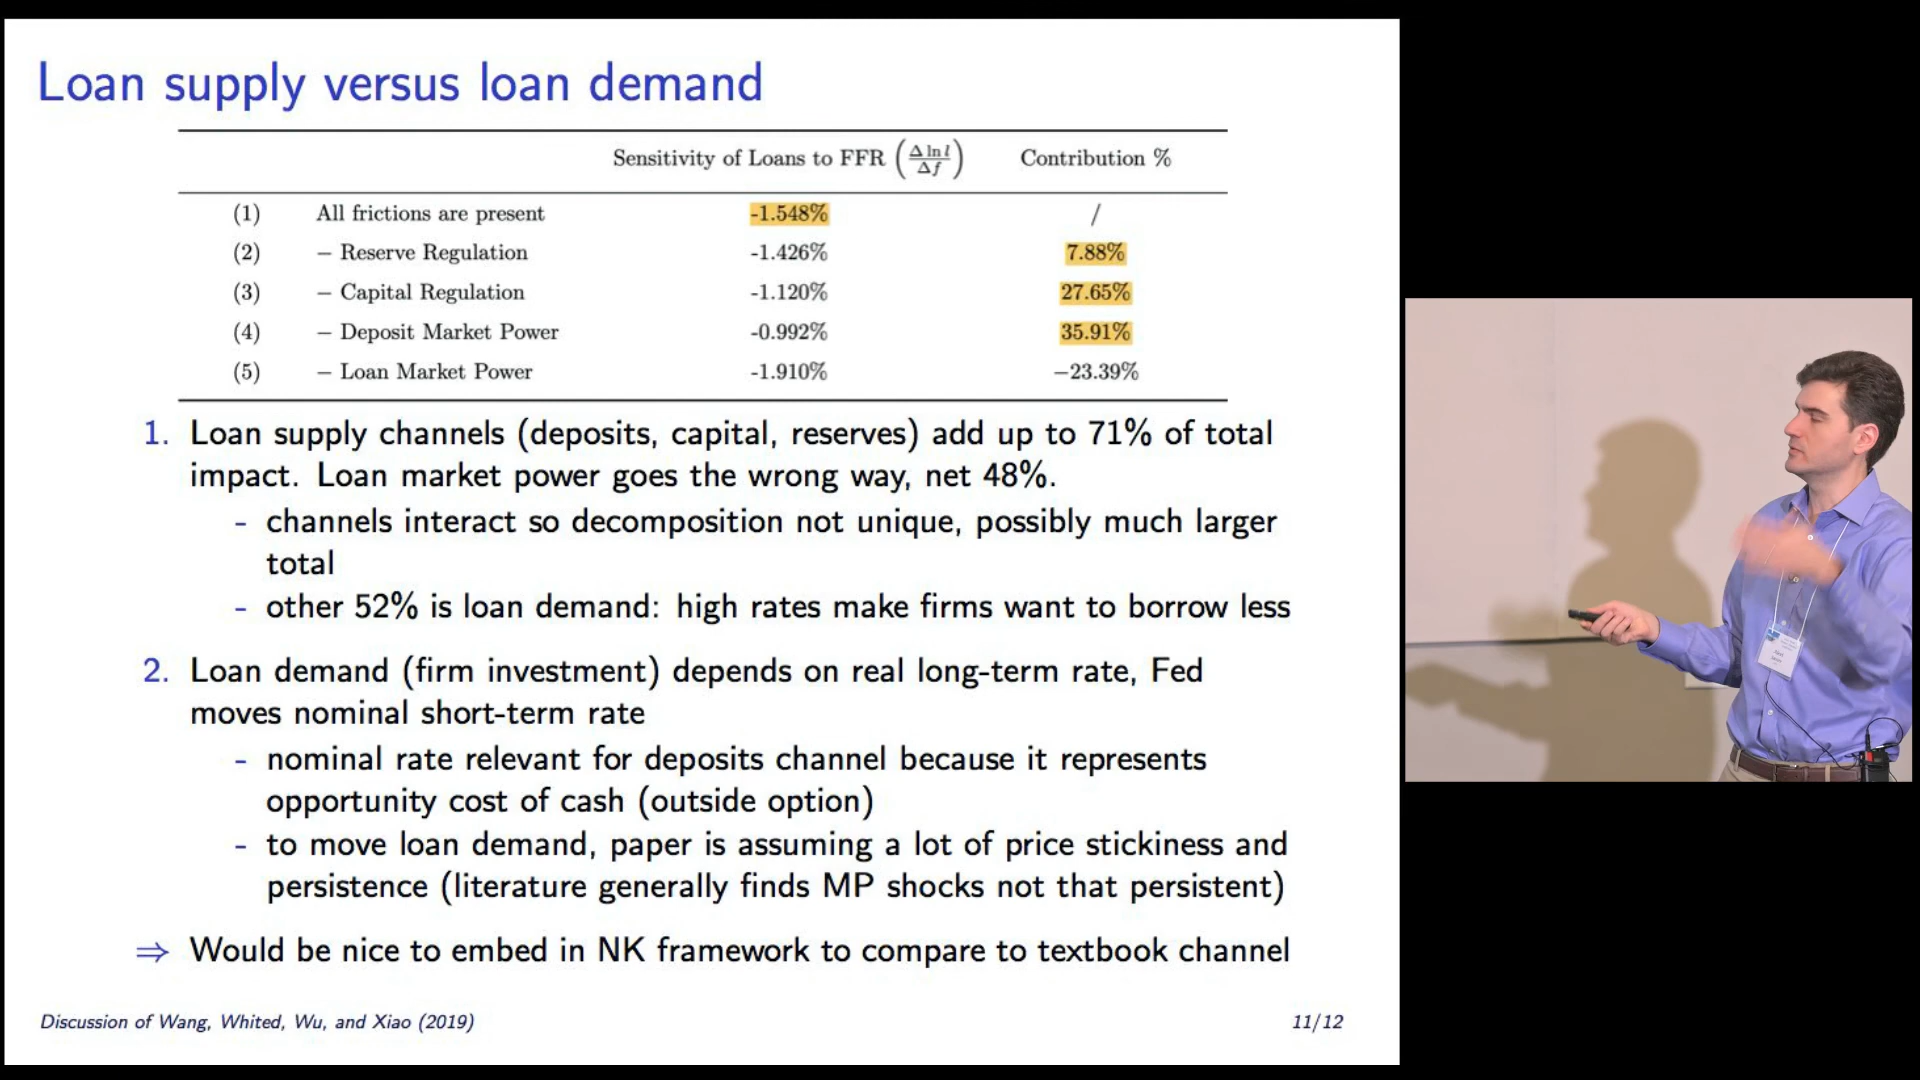 Loan supply versus loan demand
Sensitivity of Loans to FFR (Δ ln l / Δf) Contribution %
(1) All frictions are present -1.548% /
(2) − Reserve Regulation -1.426% 7.88%
(3) − Capital Regulation -1.120% 27.65%
(4) − Deposit Market Power -0.992% 35.91%
(5) − Loan Market Power -1.910% −23.39%
1. Loan supply channels (deposits, capital, reserves) add up to 71% of total
impact. Loan market power goes the wrong way, net 48%.
- channels interact so decomposition not unique, possibly much larger
total
- other 52% is loan demand: high rates make firms want to borrow less
2. Loan demand (firm investment) depends on real long-term rate, Fed
moves nominal short-term rate
- nominal rate relevant for deposits channel because it represents
opportunity cost of cash (outside option)
- to move loan demand, paper is assuming a lot of price stickiness and
persistence (literature generally finds MP shocks not that persistent)
⇒ Would be nice to embed in NK framework to compare to textbook channel
Discussion of Wang, Whited, Wu, and Xiao (2019) 11/12